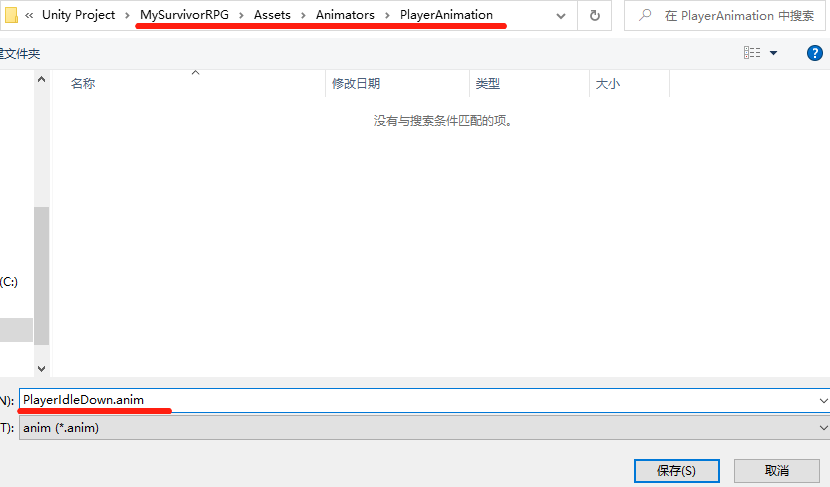 « Unity Project > MySurvivorRPG > Assets > Animators > PlayerAnimation 在 PlayerAnimation 中搜索
建文件夹 ?
名称 修改日期 类型 大小
没有与搜索条件匹配的项。
(C:)
N): PlayerIdleDown.anim
T): anim (*.anim)
保存(S) 取消